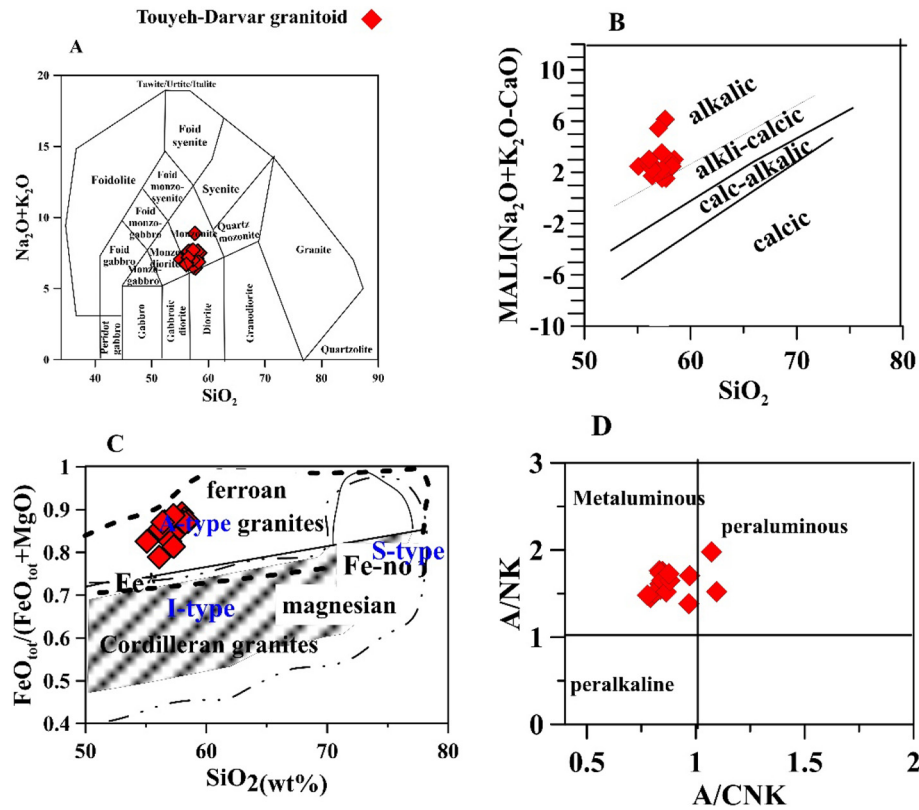 Touyeh-Darvar granitoid
A
20
15
10
5
0
Na2O+K2O
Tawite/Urtite/Italite
Foid
syenite
Foidolite
Foid
monzo-
syenite
Syenite
Foid
monzo-
gabbro
Monzonite
Quartz
monzonite
Foid
gabbro
Monzo
diorite
Monzo-
gabbro
Granite
Peridot
gabbro
Gabbro
Gabbroic
diorite
Diorite
Granodiorite
Quartzolite
40
50
60
70
80
90
SiO2
B
10
6
2
-2
-6
-10
MALI(Na2O+K2O-CaO)
alkalic
alkli-calcic
calc-alkalic
calcic
50
60
70
80
SiO2
C
1
0.9
0.8
0.7
0.6
0.5
0.4
FeOtot/(FeOtot+MgO)
ferroan
A-type granites
S-type
Fe*
Fe-no
I-type
magnesian
Cordilleran granites
50
60
70
80
SiO2(wt%)
D
3
2
1
0
A/NK
Metaluminous
peraluminous
peralkaline
0.5
1
1.5
2
A/CNK